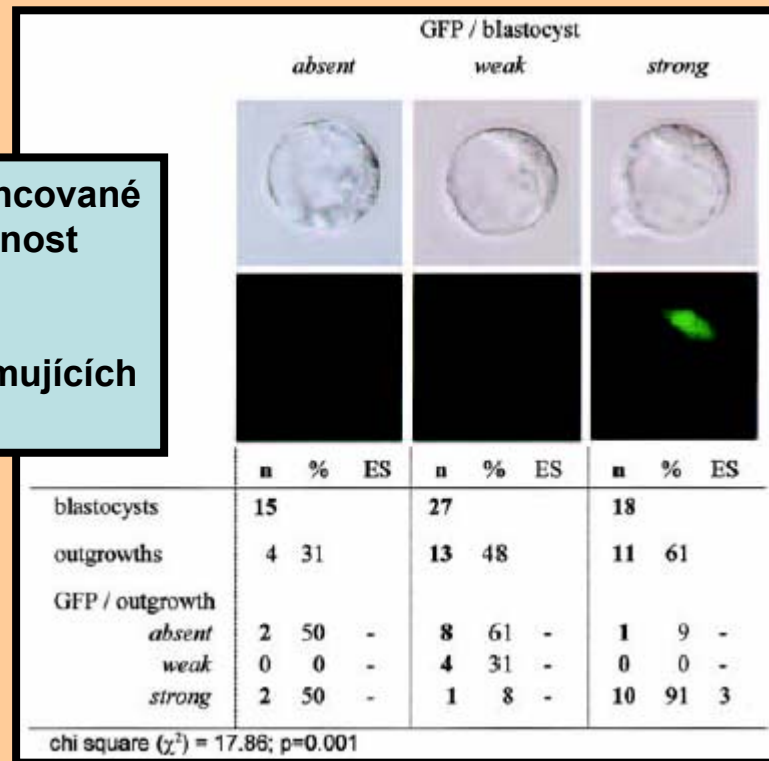 ncované
nost
mujících
GFP / blastocyst
absent weak strong
n % ES n % ES n % ES
blastocysts 15 27 18
outgrowths 4 31 13 48 11 61
GFP / outgrowth
absent 2 50 - 8 61 - 1 9 -
weak 0 0 - 4 31 - 0 0 -
strong 2 50 - 1 8 - 10 91 3
chi square (χ²) = 17.86; p=0.001